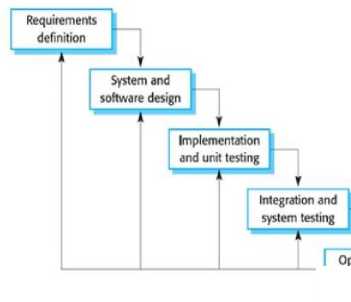 Requirements
definition
System and
software design
Implementation
and unit testing
Integration and
system testing
Op